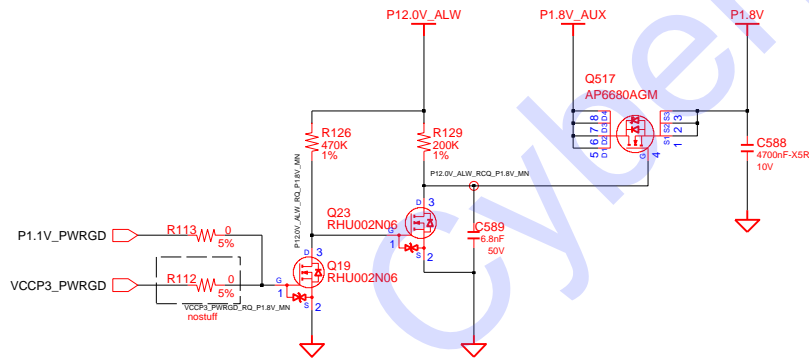 P12.0V_ALW
P1.8V_AUX
P1.8V
Q517
AP6680AGM
8 D4
7 D3
6 D2
5 D1
S3 3
S2 2
S1 1
G 4
R126
470K
1%
R129
200K
1%
C588
4700nF-X5R
10V
P12.0V_ALW_RQ_P1.8V_MN
P12.0V_ALW_RCQ_P1.8V_MN
Q23
RHU002N06
D 3
G 1
S 2
C589
6.8nF
50V
P1.1V_PWRGD
R113 0
5%
VCCP3_PWRGD
R112 0
5%
VCCP3_PWRGD_RQ_P1.8V_MN
nostuff
D 3
Q19
RHU002N06
G 1
S 2
Cyber